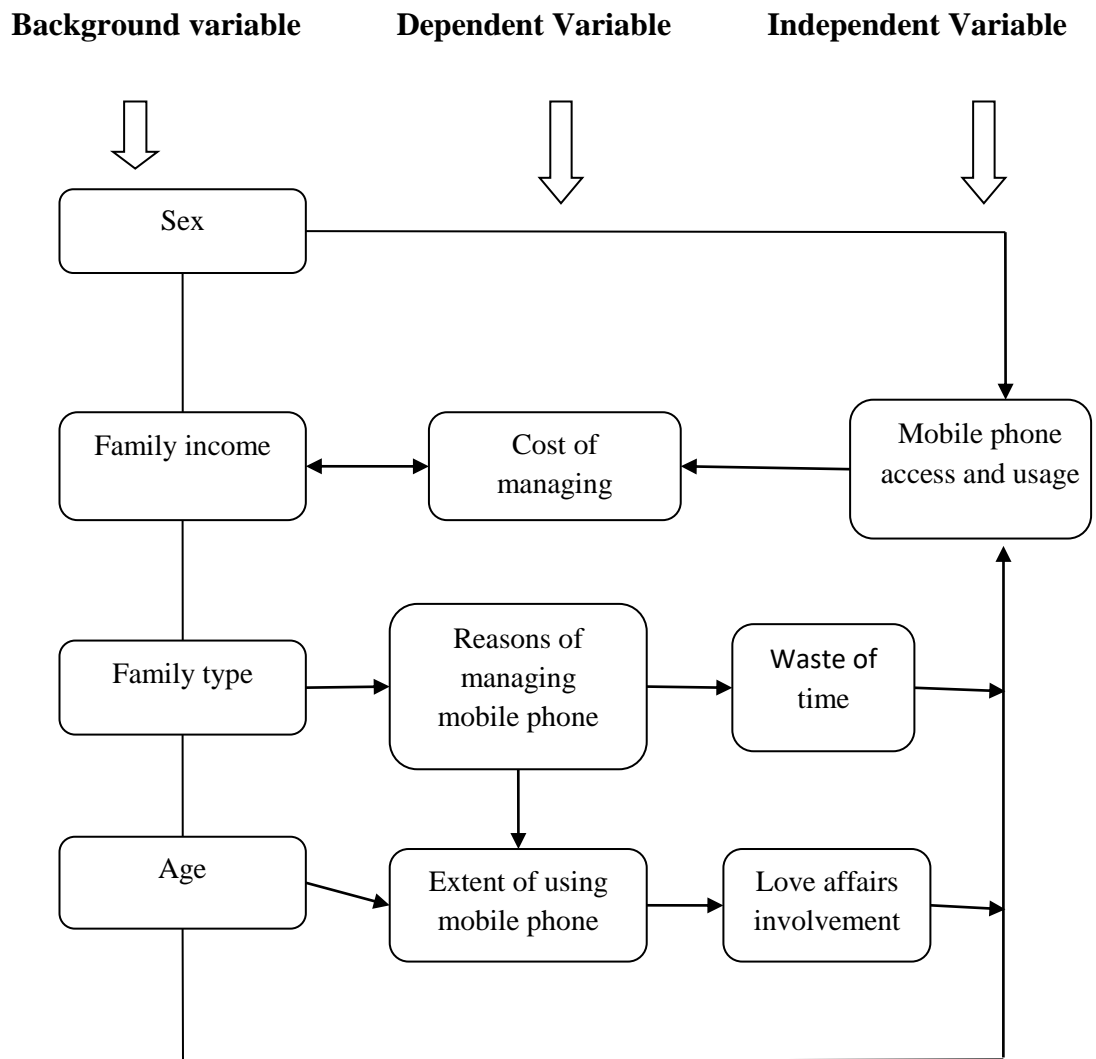 Background variable
Dependent Variable
Independent Variable
Sex
Family income
Cost of
managing
Mobile phone
access and usage
Family type
Reasons of
managing
mobile phone
Waste of
time
Age
Extent of using
mobile phone
Love affairs
involvement